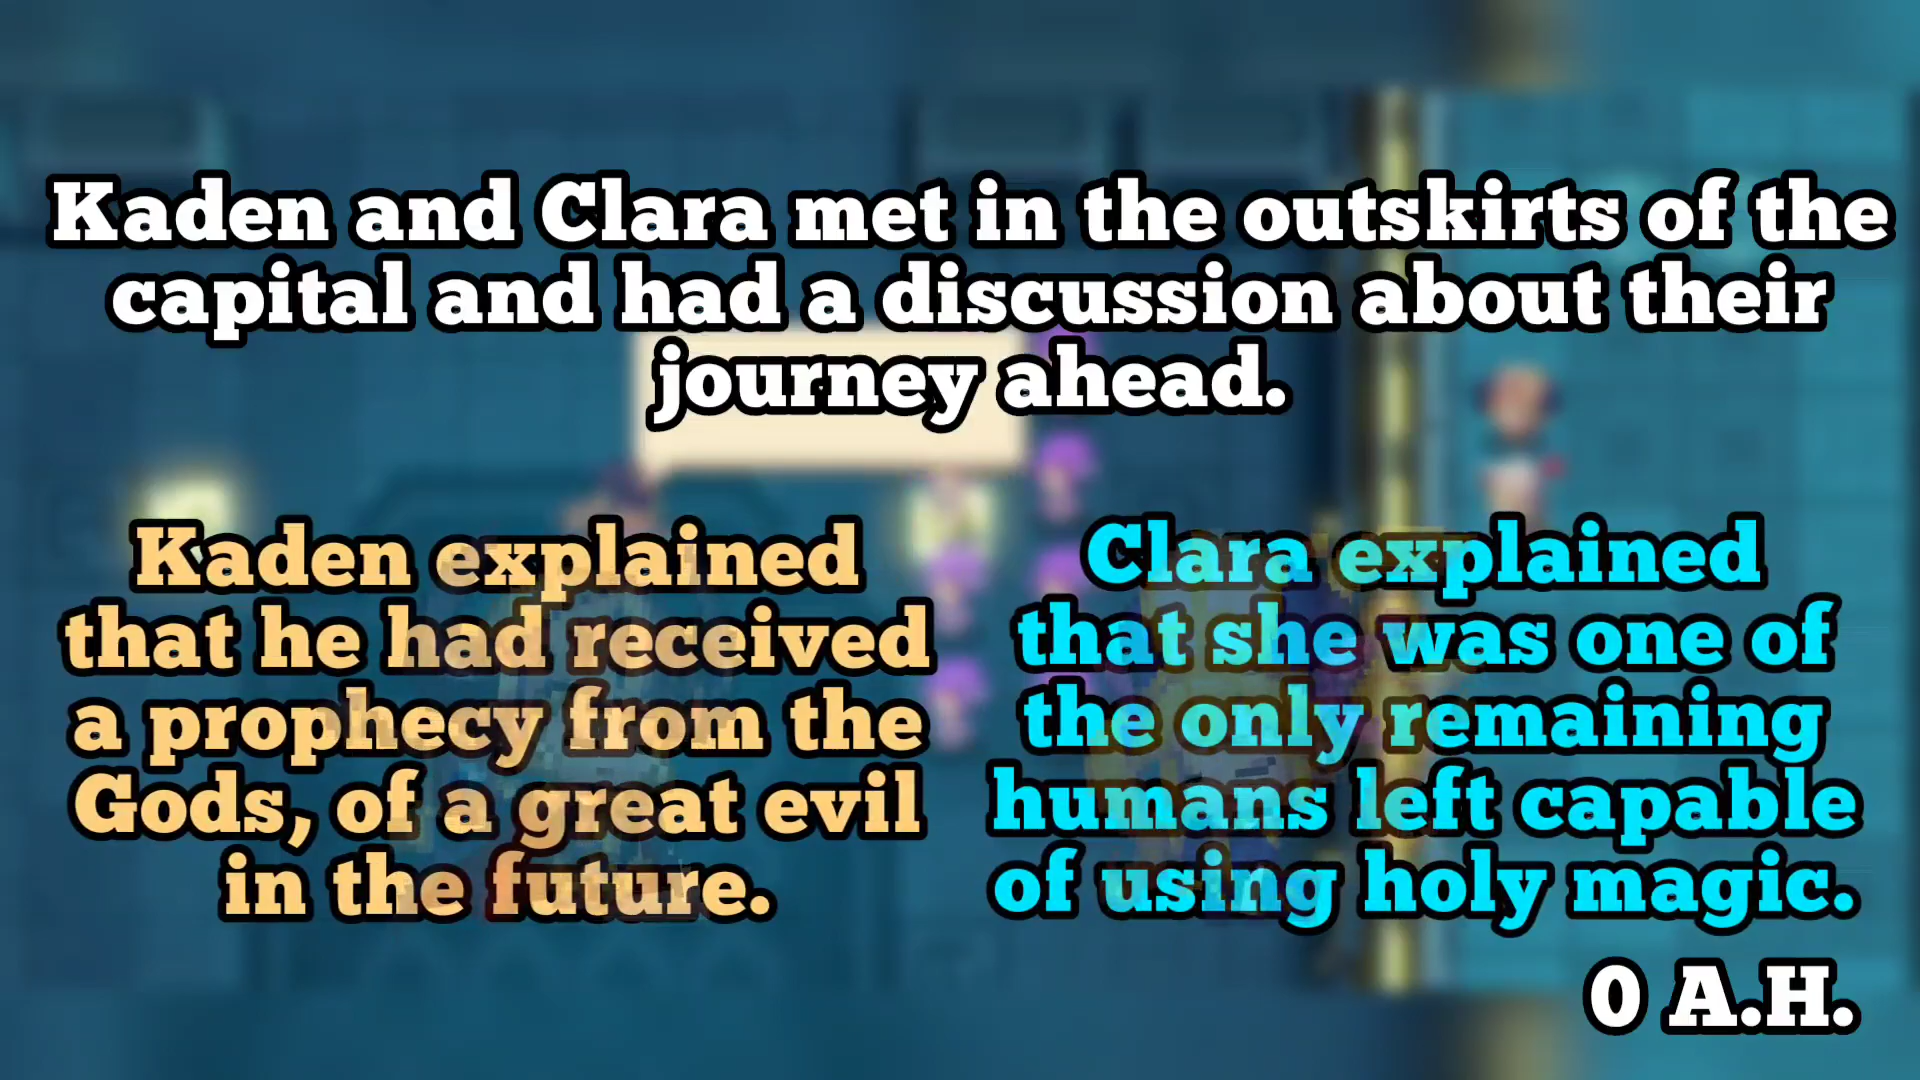 Kaden and Clara met in the outskirts of the
capital and had a discussion about their
journey ahead.
Kaden explained
that he had received
a prophecy from the
Gods, of a great evil
in the future.
Clara explained
that she was one of
the only remaining
humans left capable
of using holy magic.
0 A.H.